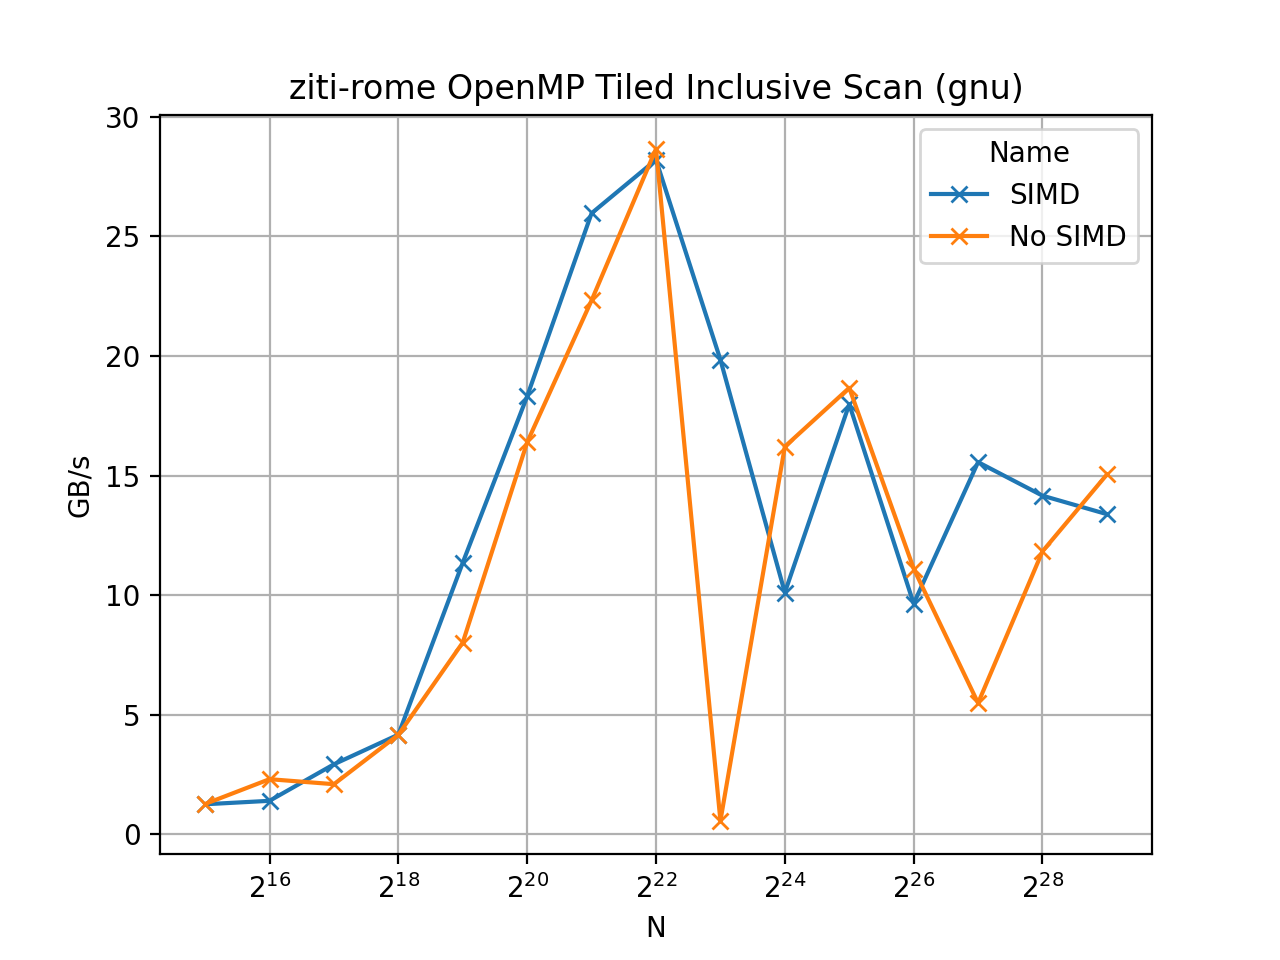 ziti-rome OpenMP Tiled Inclusive Scan (gnu)
30
25
20
15
10
5
0
GB/s
Name
SIMD
No SIMD
2^16 2^18 2^20 2^22 2^24 2^26 2^28
N